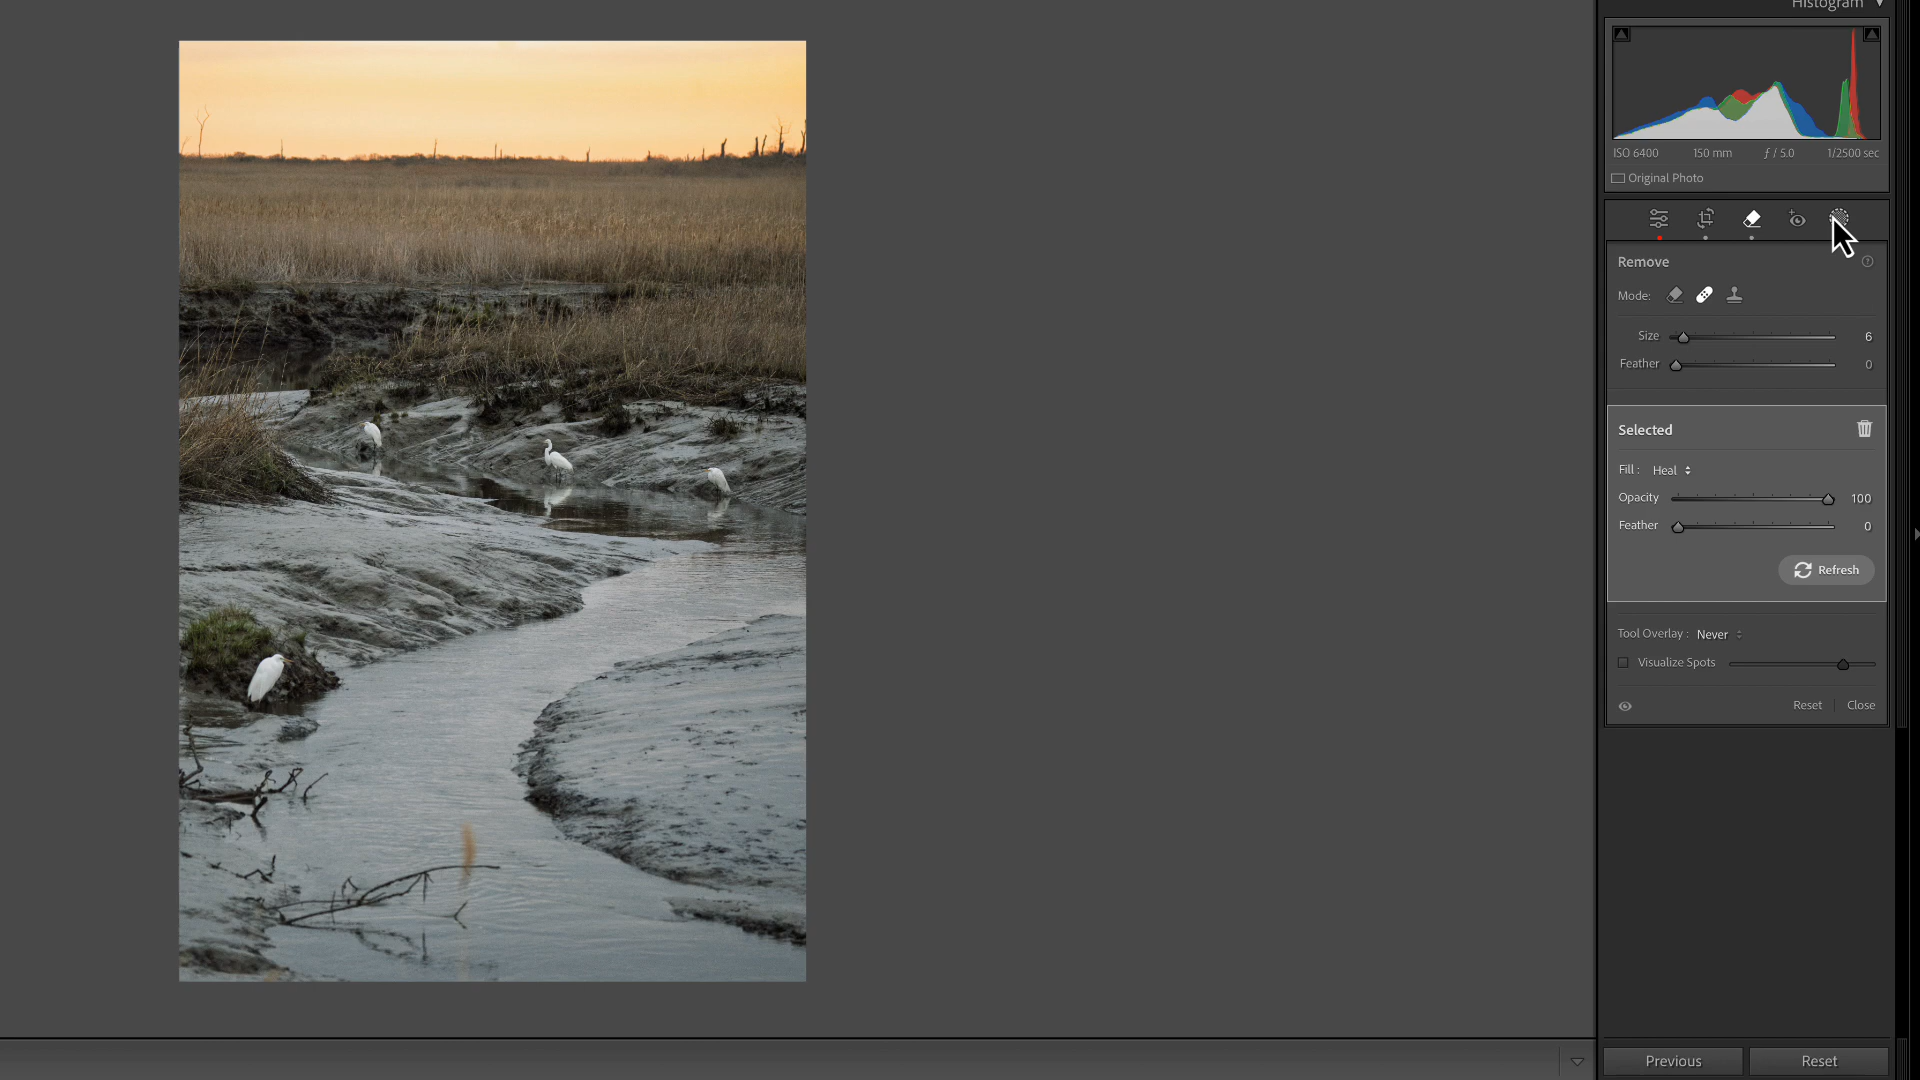 Histogram
ISO 6400 150 mm ƒ / 5.0 1/2500 sec
Original Photo
Remove
Mode:
Size 6
Feather 0
Selected
Fill : Heal
Opacity 100
Feather 0
Refresh
Tool Overlay : Never
Visualize Spots
Reset Close
Previous Reset